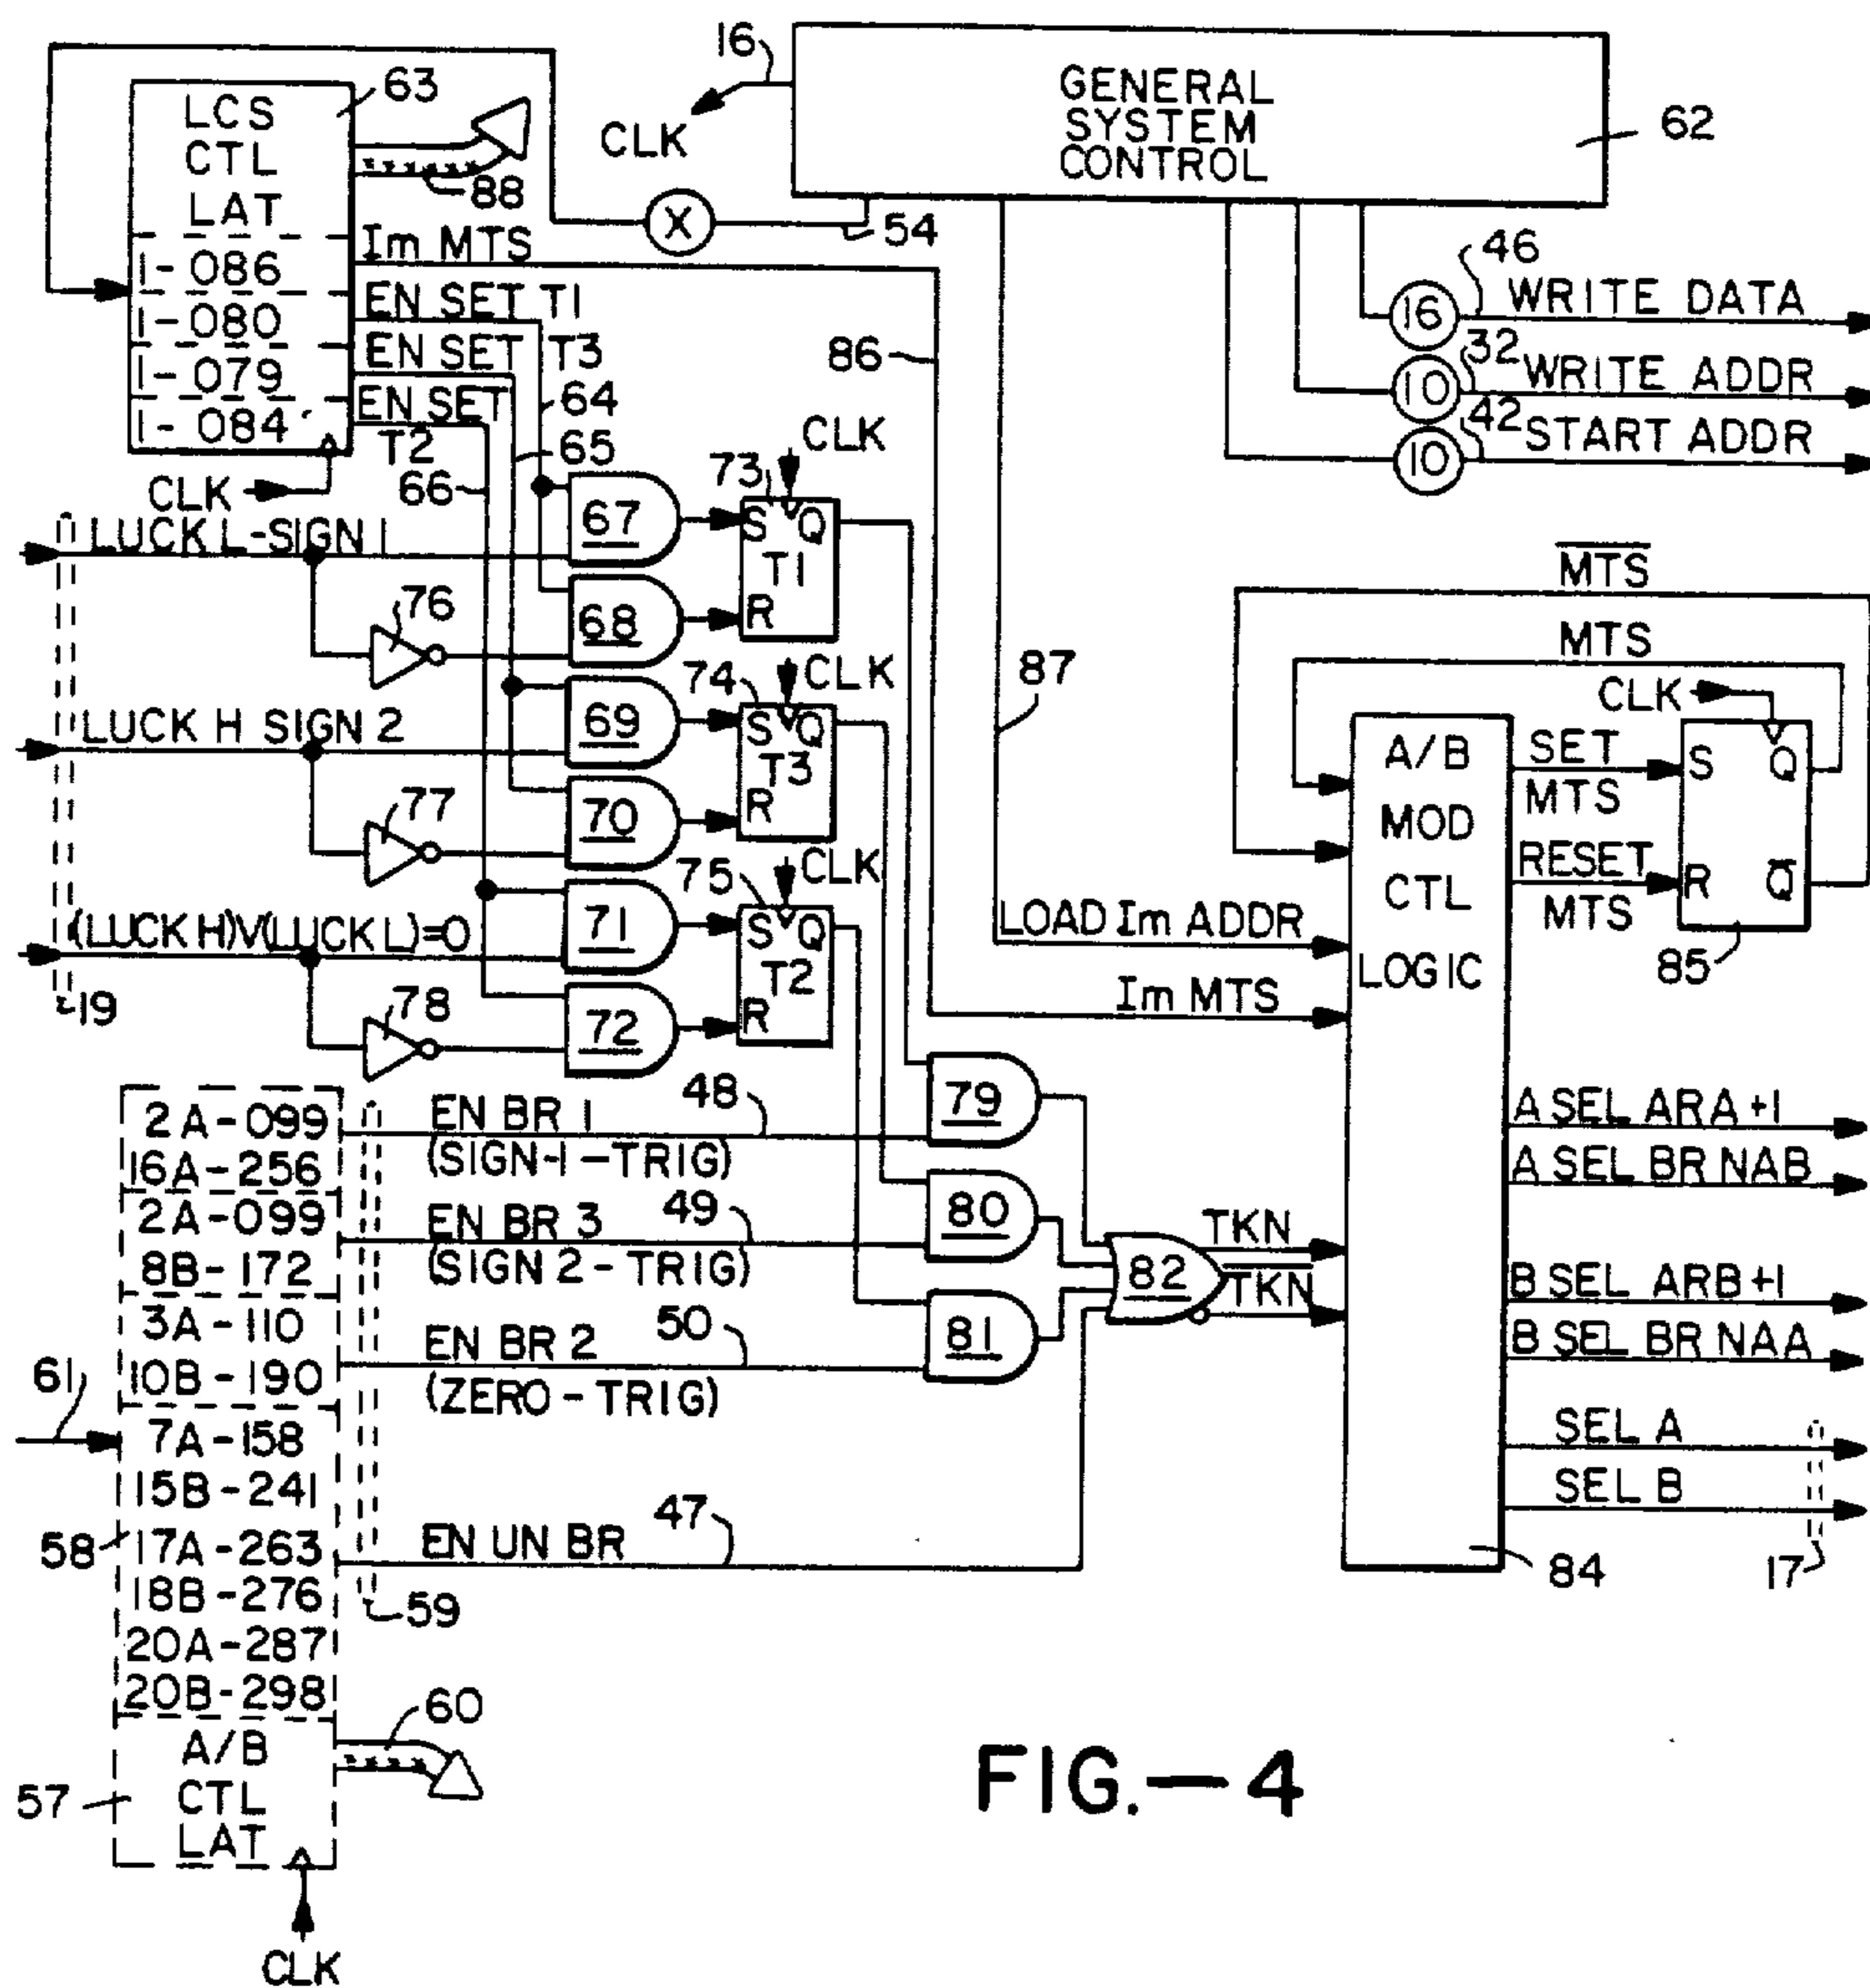 16
CLK
GENERAL
SYSTEM
CONTROL
62
LCS
CTL
LAT
63
88
X
54
1-086
1-080
1-079
1-084
Im MTS
EN SET T1
EN SET T3
EN SET
T2
CLK
64
65
66
86
87
16
46
WRITE DATA
10
32
WRITE ADDR
10
42
START ADDR
LUCK L-SIGN 1
76
67
68
73
CLK
S Q
T1
R
LUCK H SIGN 2
77
69
70
74
CLK
S Q
T3
R
(LUCK H)V(LUCK L)=0
19
78
71
72
75
CLK
S Q
T2
R
MTS
MTS
CLK
A/B
MOD
CTL
LOGIC
SET
MTS
RESET
MTS
S Q
R Q
85
LOAD Im ADDR
Im MTS
2A-099
16A-256
2A-099
8B-172
3A-110
10B-190
61
7A-158
15B-241
58
17A-263
18B-276
20A-287
20B-298
A/B
CTL
LAT
57
60
CLK
59
EN BR 1
(SIGN-1-TRIG)
48
EN BR 3
(SIGN 2-TRIG)
49
EN BR 2
(ZERO-TRIG)
50
EN UN BR
47
79
80
81
82
TKN
TKN
84
A SEL ARA +1
A SEL BR NAB
B SEL ARB+1
B SEL BR NAA
SEL A
SEL B
17
FIG.-4